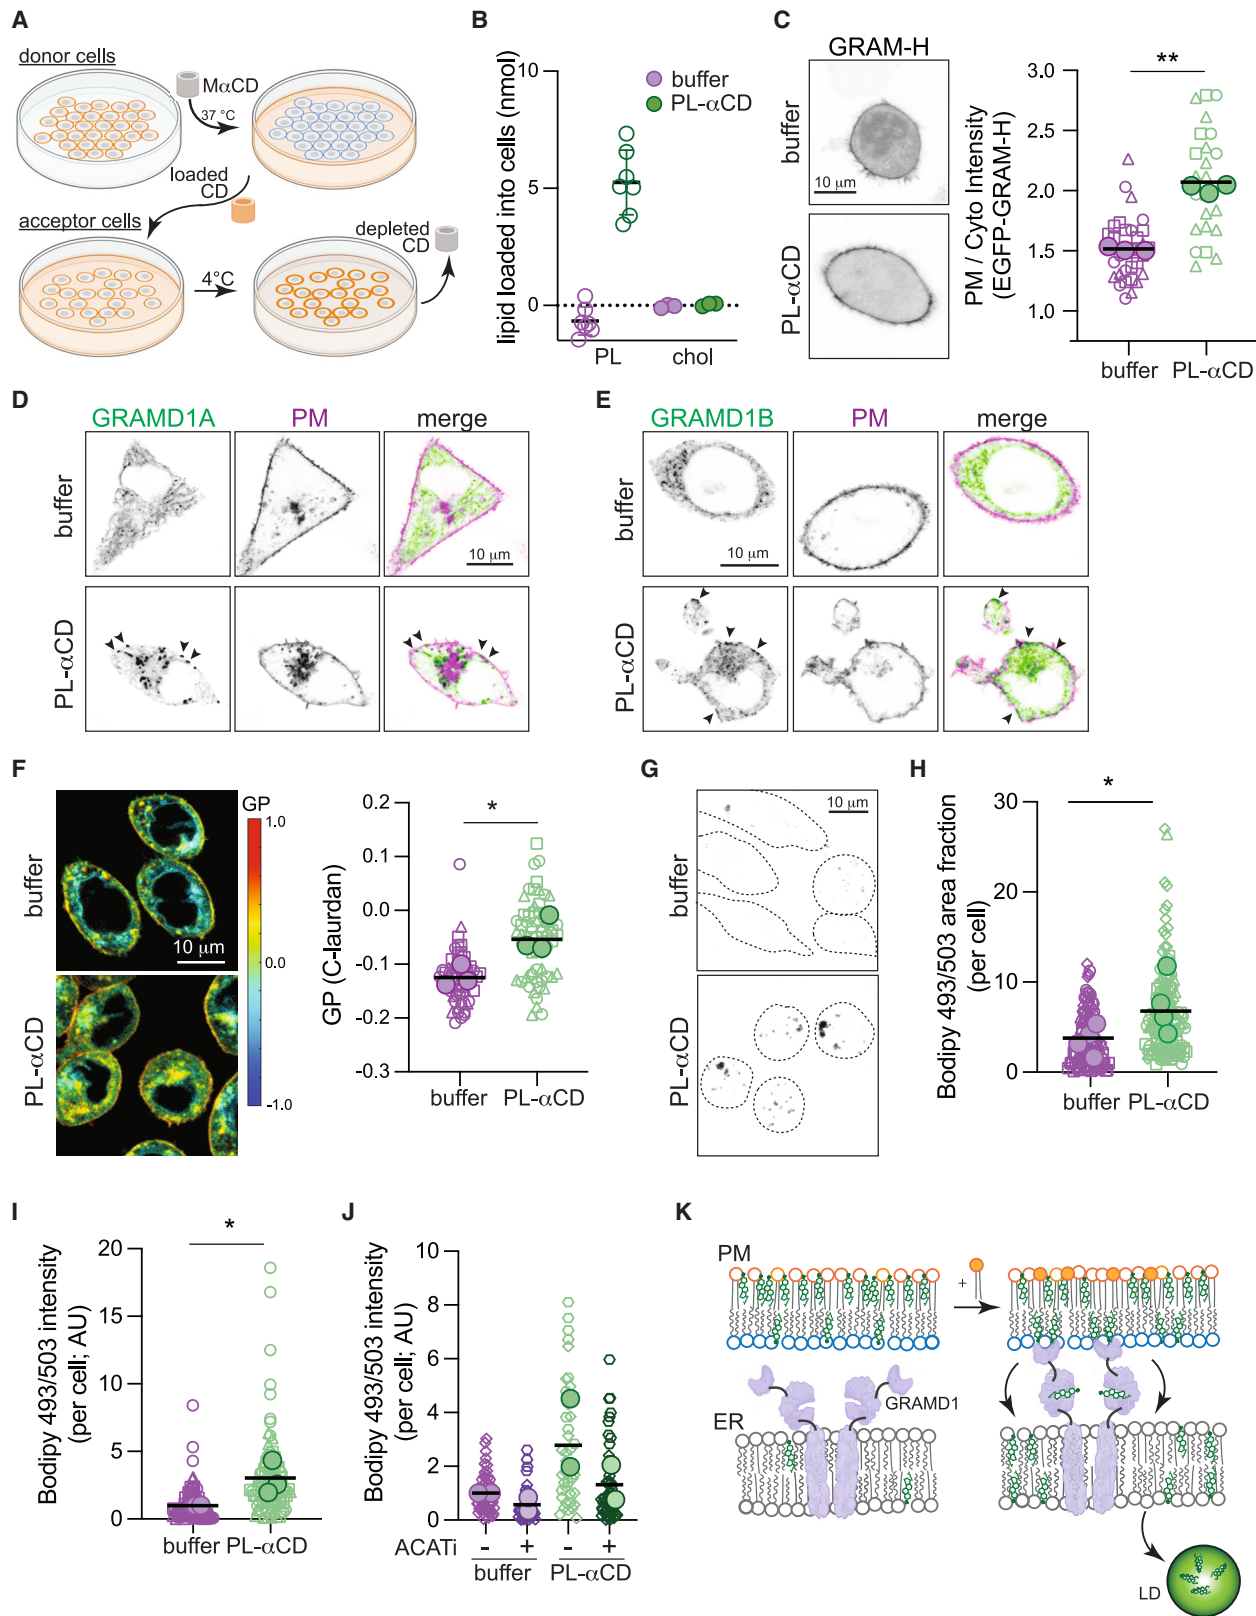 A
donor cells
MαCD
37 °C
loaded
CD
acceptor cells
4°C
depleted
CD
B
lipid loaded into cells (nmol)
10
5
0
PL
chol
buffer
PL-αCD
C
GRAM-H
buffer
10 μm
PL-αCD
PM / Cyto Intensity
(EGFP-GRAM-H)
3.0
2.5
2.0
1.5
1.0
**
buffer
PL-αCD
D
GRAMD1A
PM
merge
buffer
10 μm
PL-αCD
E
GRAMD1B
PM
merge
buffer
10 μm
PL-αCD
F
buffer
10 μm
PL-αCD
GP
1.0
0.0
-1.0
GP (C-laurdan)
0.2
0.1
0.0
-0.1
-0.2
-0.3
*
buffer
PL-αCD
G
buffer
10 μm
PL-αCD
H
Bodipy 493/503 area fraction
(per cell)
30
20
10
0
*
buffer
PL-αCD
I
Bodipy 493/503 intensity
(per cell; AU)
20
15
10
5
0
*
buffer
PL-αCD
J
Bodipy 493/503 intensity
(per cell; AU)
10
8
6
4
2
0
ACATi
-
+
-
+
buffer
PL-αCD
K
PM
+
GRAMD1
ER
LD